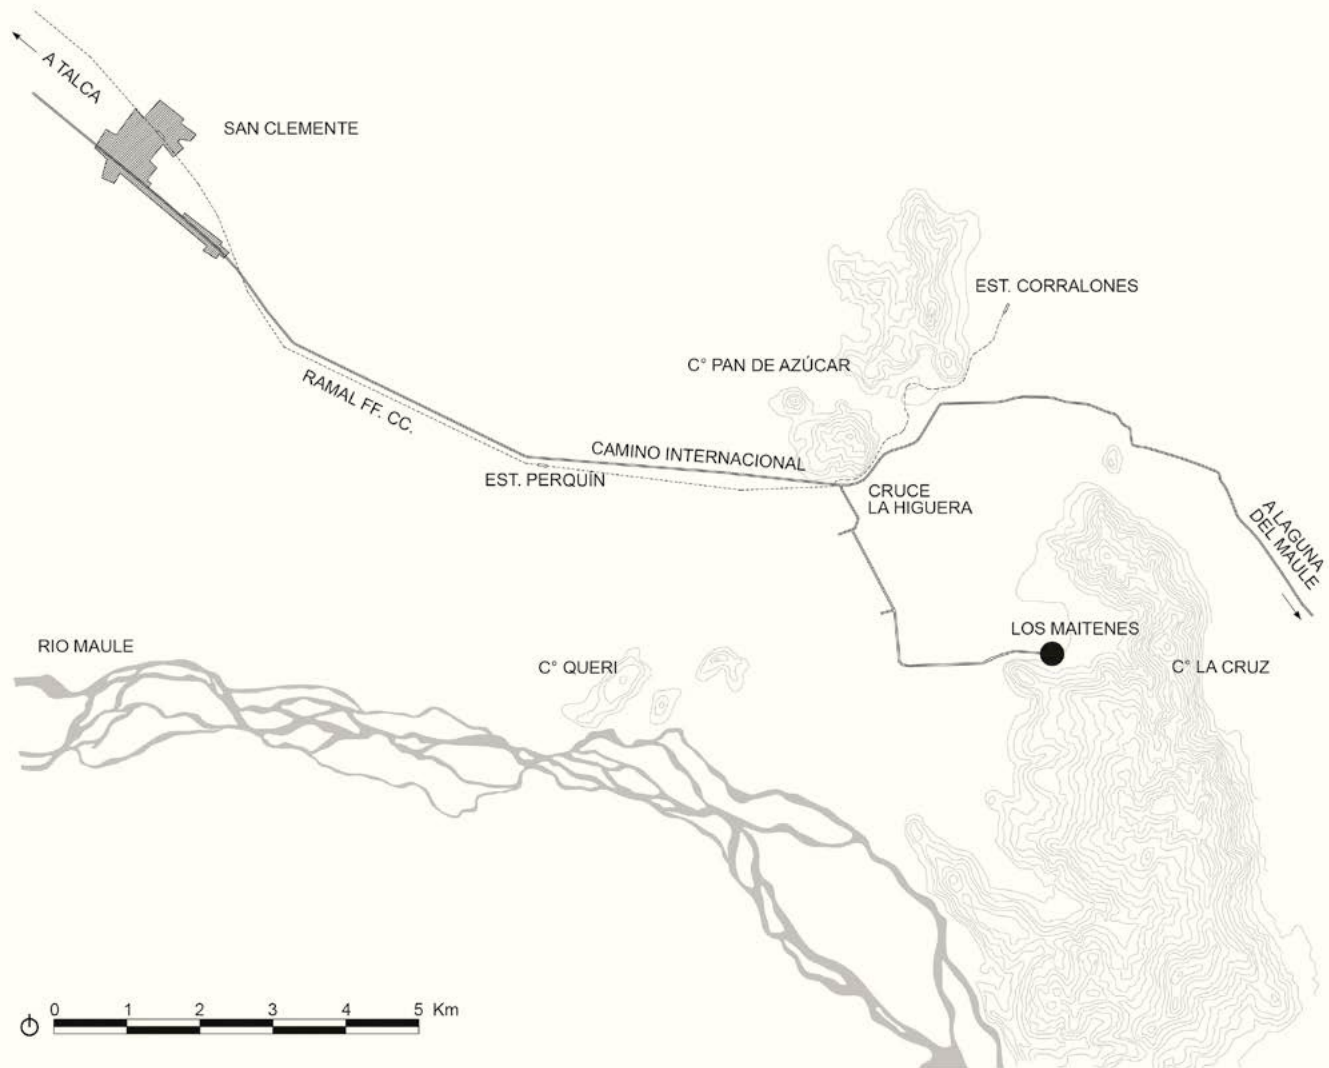 A TALCA
SAN CLEMENTE
EST. CORRALONES
C° PAN DE AZÚCAR
RAMAL FF. CC.
CAMINO INTERNACIONAL
EST. PERQUÍN
CRUCE
LA HIGUERA
A LAGUNA
DEL MAULE
LOS MAITENES
RIO MAULE
C° QUERI
C° LA CRUZ
0 1 2 3 4 5 Km